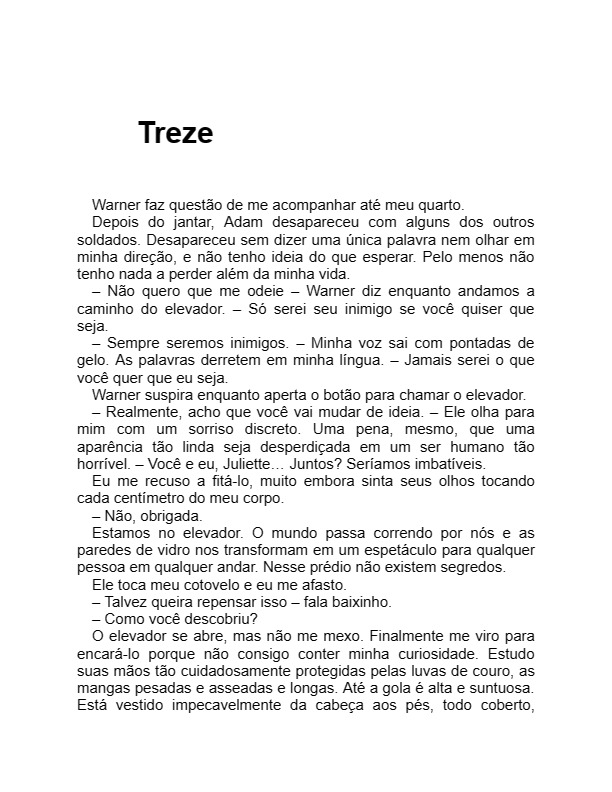 Treze
Warner faz questão de me acompanhar até meu quarto.
Depois do jantar, Adam desapareceu com alguns dos outros
soldados. Desapareceu sem dizer uma única palavra nem olhar em
minha direção, e não tenho ideia do que esperar. Pelo menos não
tenho nada a perder além da minha vida.
– Não quero que me odeie – Warner diz enquanto andamos a
caminho do elevador. – Só serei seu inimigo se você quiser que
seja.
– Sempre seremos inimigos. – Minha voz sai com pontadas de
gelo. As palavras derretem em minha língua. – Jamais serei o que
você quer que eu seja.
Warner suspira enquanto aperta o botão para chamar o elevador.
– Realmente, acho que você vai mudar de ideia. – Ele olha para
mim com um sorriso discreto. Uma pena, mesmo, que uma
aparência tão linda seja desperdiçada em um ser humano tão
horrível. – Você e eu, Juliette… Juntos? Seríamos imbatíveis.
Eu me recuso a fitá-lo, muito embora sinta seus olhos tocando
cada centímetro do meu corpo.
– Não, obrigada.
Estamos no elevador. O mundo passa correndo por nós e as
paredes de vidro nos transformam em um espetáculo para qualquer
pessoa em qualquer andar. Nesse prédio não existem segredos.
Ele toca meu cotovelo e eu me afasto.
– Talvez queira repensar isso – fala baixinho.
– Como você descobriu?
O elevador se abre, mas não me mexo. Finalmente me viro para
encará-lo porque não consigo conter minha curiosidade. Estudo
suas mãos tão cuidadosamente protegidas pelas luvas de couro, as
mangas pesadas e asseadas e longas. Até a gola é alta e suntuosa.
Está vestido impecavelmente da cabeça aos pés, todo coberto,